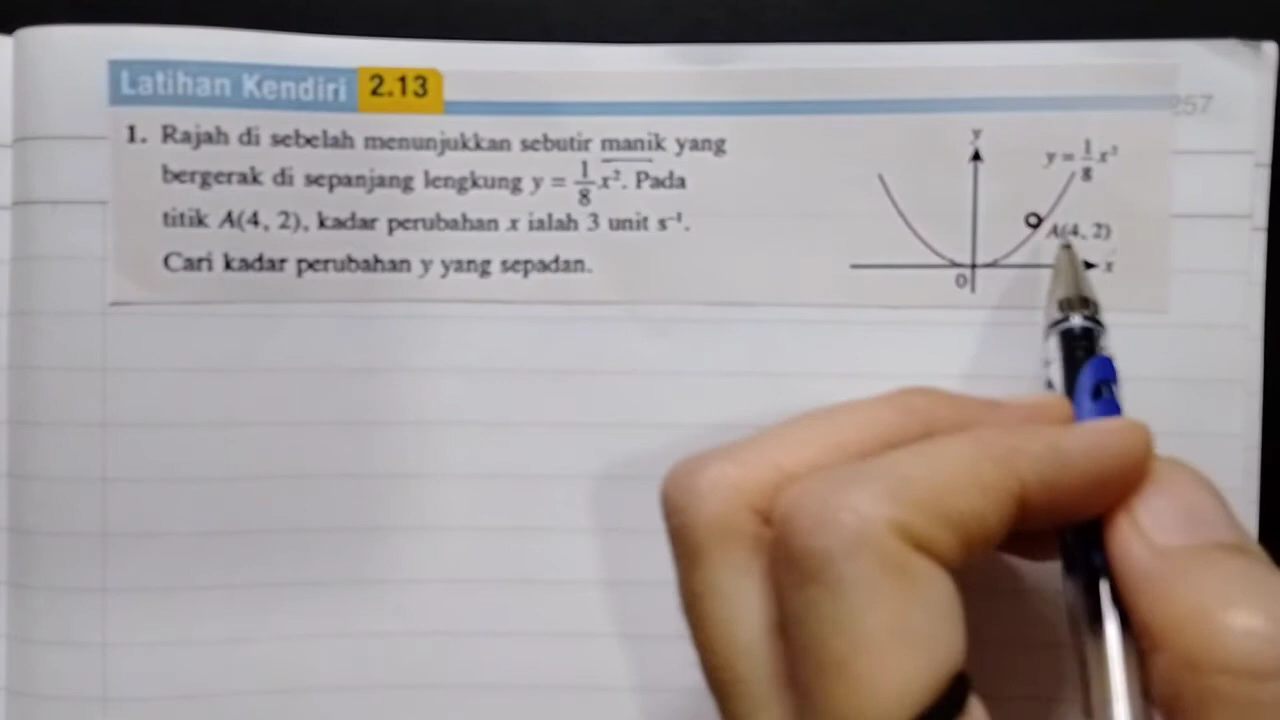 Latihan Kendiri 2.13
257
1. Rajah di sebelah menunjukkan sebutir manik yang
bergerak di sepanjang lengkung y = 1/8 x². Pada
titik A(4, 2), kadar perubahan x ialah 3 unit s⁻¹.
Cari kadar perubahan y yang sepadan.
y
y = 1/8 x²
A(4, 2)
0
x